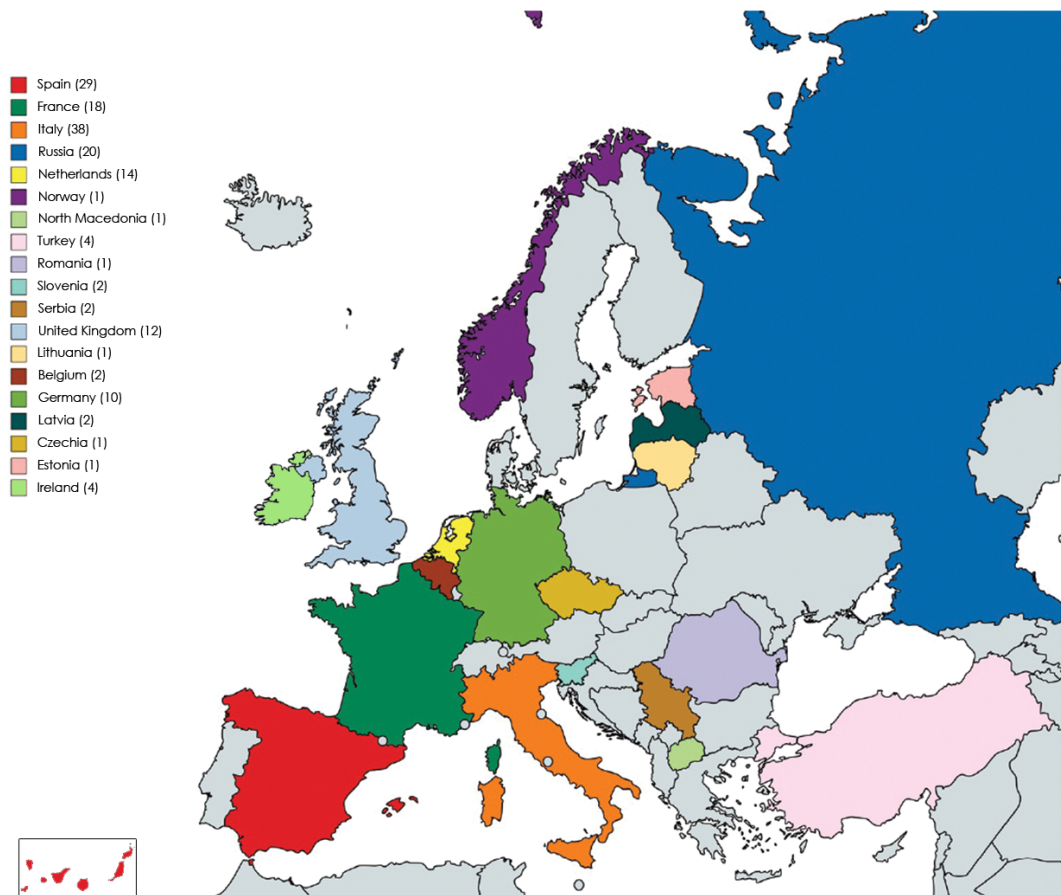 Spain (29)
France (18)
Italy (38)
Russia (20)
Netherlands (14)
Norway (1)
North Macedonia (1)
Turkey (4)
Romania (1)
Slovenia (2)
Serbia (2)
United Kingdom (12)
Lithuania (1)
Belgium (2)
Germany (10)
Latvia (2)
Czechia (1)
Estonia (1)
Ireland (4)